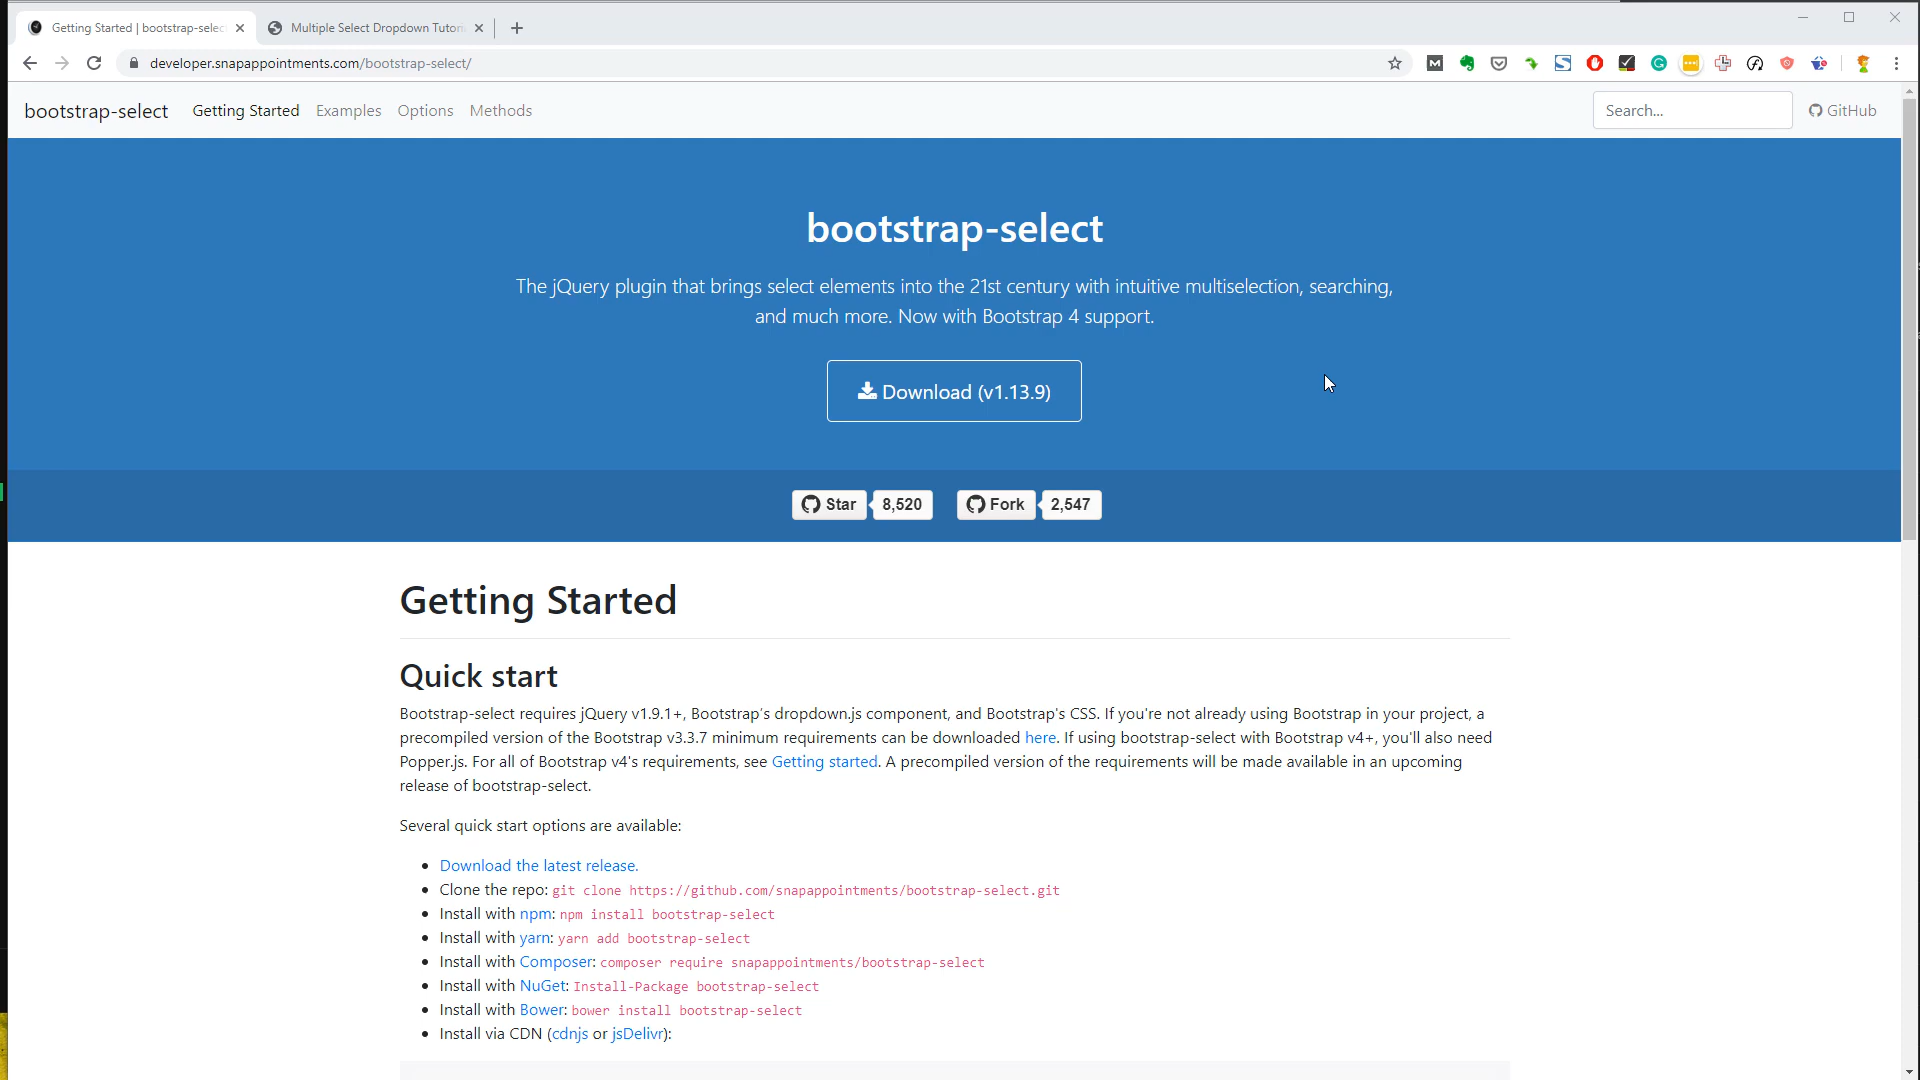 Getting Started | bootstrap-selec
Multiple Select Dropdown Tutori
developer.snapappointments.com/bootstrap-select/
bootstrap-select
Getting Started
Examples
Options
Methods
Search...
GitHub
bootstrap-select
The jQuery plugin that brings select elements into the 21st century with intuitive multiselection, searching,
and much more. Now with Bootstrap 4 support.
Download (v1.13.9)
Star
8,520
Fork
2,547
Getting Started
Quick start
Bootstrap-select requires jQuery v1.9.1+, Bootstrap's dropdown.js component, and Bootstrap's CSS. If you're not already using Bootstrap in your project, a
precompiled version of the Bootstrap v3.3.7 minimum requirements can be downloaded here. If using bootstrap-select with Bootstrap v4+, you'll also need
Popper.js. For all of Bootstrap v4's requirements, see Getting started. A precompiled version of the requirements will be made available in an upcoming
release of bootstrap-select.
Several quick start options are available:
• Download the latest release.
• Clone the repo: git clone https://github.com/snapappointments/bootstrap-select.git
• Install with npm: npm install bootstrap-select
• Install with yarn: yarn add bootstrap-select
• Install with Composer: composer require snapappointments/bootstrap-select
• Install with NuGet: Install-Package bootstrap-select
• Install with Bower: bower install bootstrap-select
• Install via CDN (cdnjs or jsDelivr):